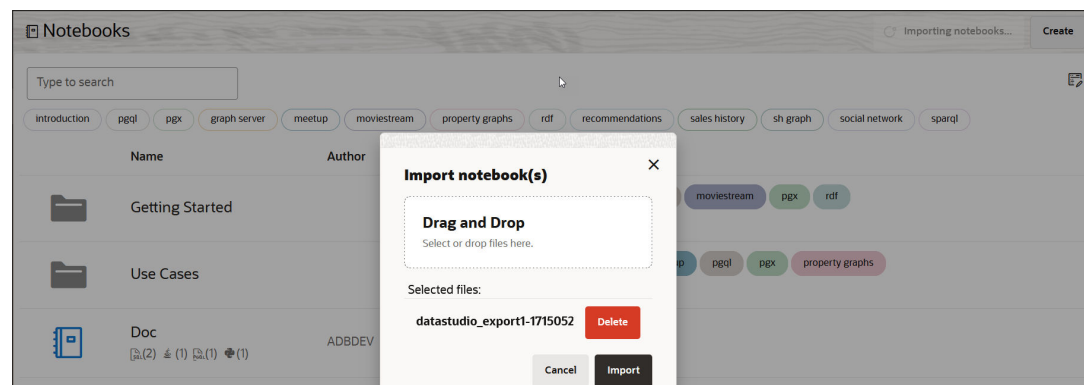 Notebooks
Importing notebooks...
Create
Type to search
introduction pgql pgx graph server meetup moviestream property graphs rdf recommendations sales history sh graph social network sparql
Name Author
Import notebook(s)
Drag and Drop
Select or drop files here.
Getting Started
moviestream pgx rdf
Use Cases
pgql pgx property graphs
Selected files:
datastudio_export1-1715052 Delete
Doc
(2) (1) (1) (1)
ADBDEV
Cancel Import